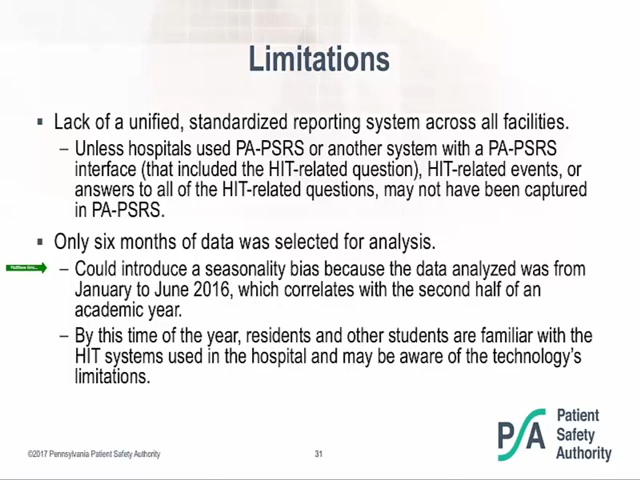 Limitations
▪ Lack of a unified, standardized reporting system across all facilities.
– Unless hospitals used PA-PSRS or another system with a PA-PSRS
interface (that included the HIT-related question), HIT-related events, or
answers to all of the HIT-related questions, may not have been captured
in PA-PSRS.
▪ Only six months of data was selected for analysis.
– Could introduce a seasonality bias because the data analyzed was from
January to June 2016, which correlates with the second half of an
academic year.
– By this time of the year, residents and other students are familiar with the
HIT systems used in the hospital and may be aware of the technology's
limitations.
PSA
Patient
Safety
Authority
©2017 Pennsylvania Patient Safety Authority
31